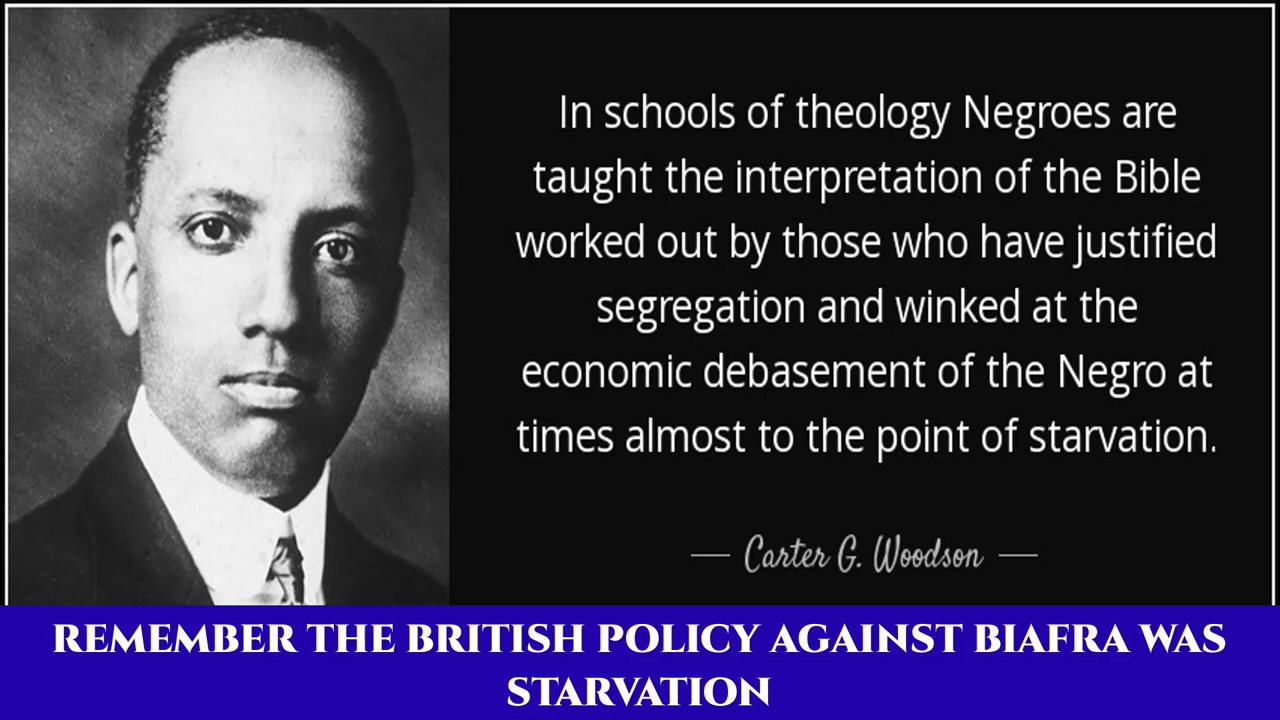 In schools of theology Negroes are
taught the interpretation of the Bible
worked out by those who have justified
segregation and winked at the
economic debasement of the Negro at
times almost to the point of starvation.
— Carter G. Woodson —
REMEMBER THE BRITISH POLICY AGAINST BIAFRA WAS
STARVATION